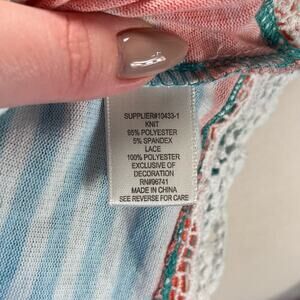 SUPPLIER#10433-1
KNIT
95% POLYESTER
5% SPANDEX
LACE
100% POLYESTER
EXCLUSIVE OF
DECORATION
RN#96741
MADE IN CHINA
SEE REVERSE FOR CARE